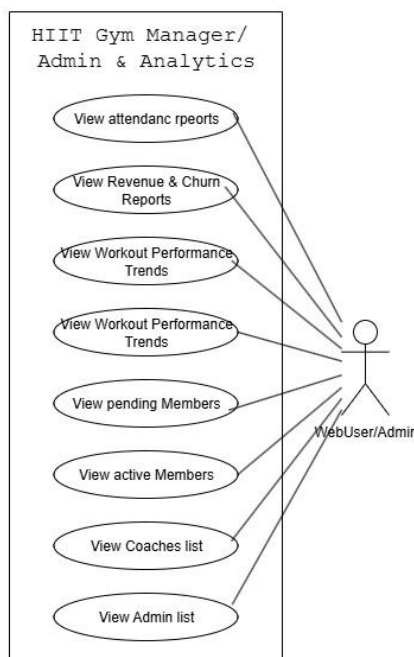 HIIT Gym Manager/
Admin & Analytics
View attendanc rpeorts
View Revenue & Churn
Reports
View Workout Performance
Trends
View Workout Performance
Trends
View pending Members
WebUser/Admin
View active Members
View Coaches list
View Admin list